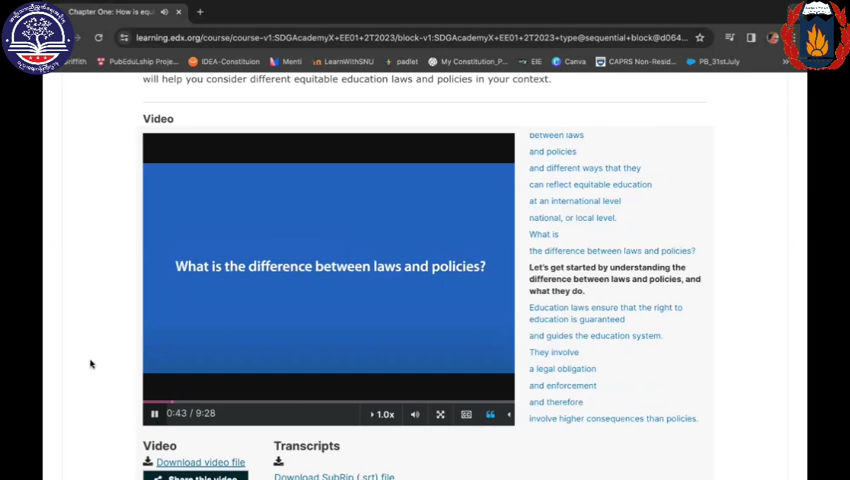 Chapter One: How is equ
learning.edx.org/course/course-v1:SDGAcademyX+EE01+2T2023/block-v1:SDGAcademyX+EE01+2T2023+type@sequential+block@d064...
riffith
PubEduLship Proje...
IDEA-Constituion
Menti
LearnWithSNU
padlet
My Constitution_P...
EIE
Canva
CAPRS Non-Reside...
PB_31stJuly
will help you consider different equitable education laws and policies in your context.
Video
What is the difference between laws and policies?
0:43 / 9:28
1.0x
between laws
and policies
and different ways that they
can reflect equitable education
at an international level
national, or local level.
What is
the difference between laws and policies?
Let's get started by understanding the
difference between laws and policies, and
what they do.
Education laws ensure that the right to
education is guaranteed
and guides the education system.
They involve
a legal obligation
and enforcement
and therefore
involve higher consequences than policies.
Video
Download video file
Share this video
Transcripts
Download SubRip (.srt) file